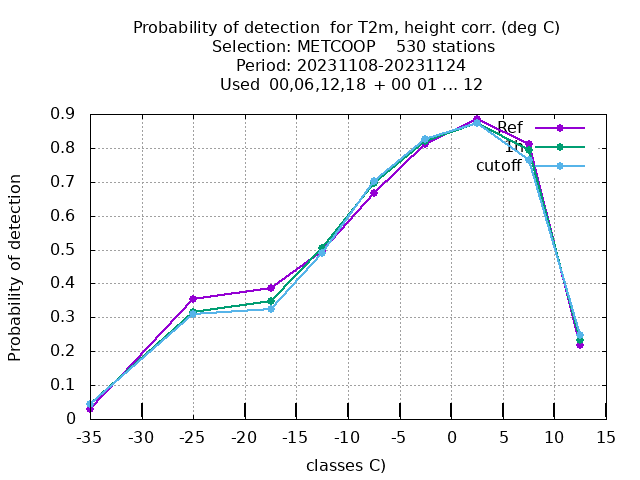 Probability of detection for T2m, height corr. (deg C)
Selection: METCOOP 530 stations
Period: 20231108-20231124
Used 00,06,12,18 + 00 01 ... 12
Probability of detection
0.9
0.8
0.7
0.6
0.5
0.4
0.3
0.2
0.1
0
Ref
1h
cutoff
-35 -30 -25 -20 -15 -10 -5 0 5 10 15
classes C)